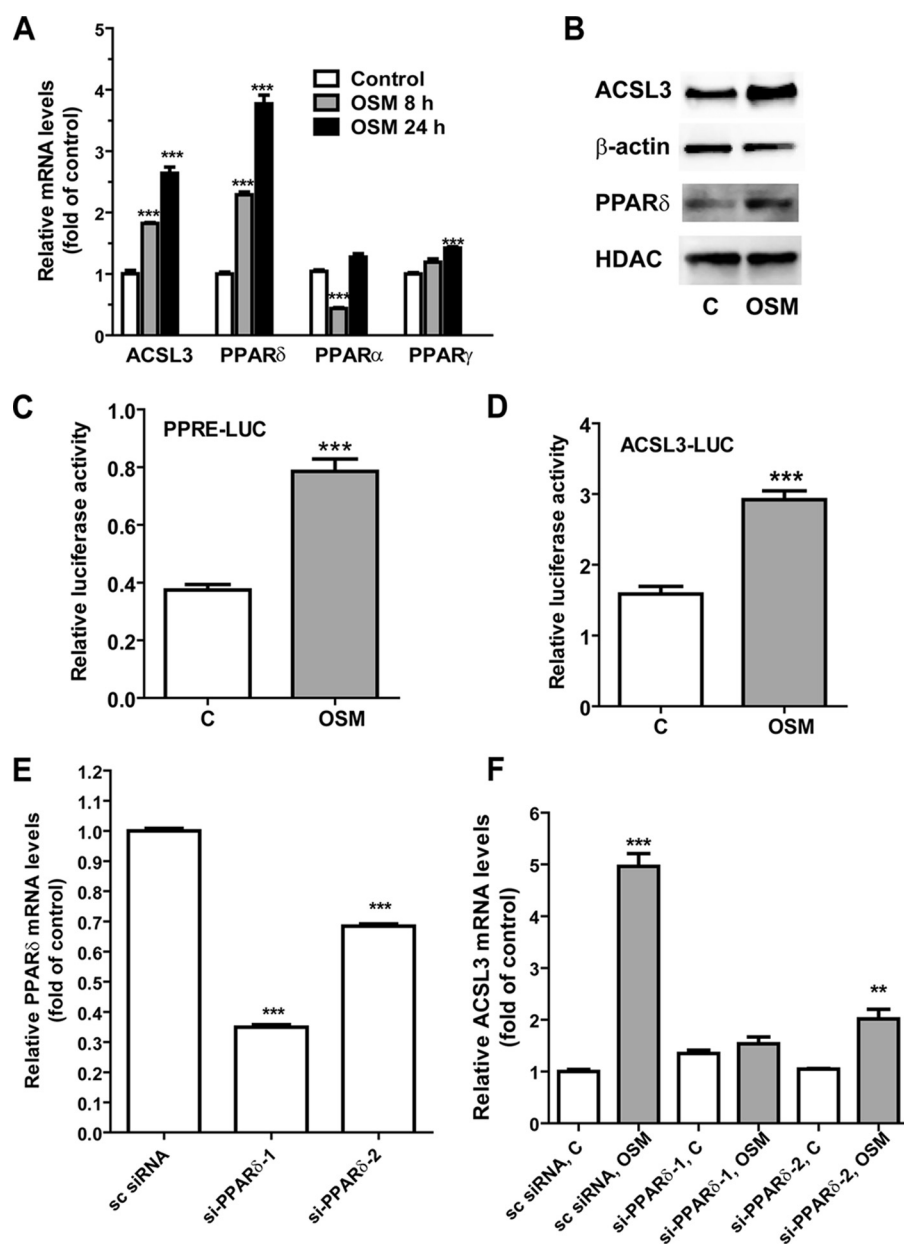 A
Relative mRNA levels
(fold of control)
5
4
3
2
1
0
Control
OSM 8 h
OSM 24 h
***
***
***
***
***
***
ACSL3
PPARδ
PPARα
PPARγ
B
ACSL3
β-actin
PPARδ
HDAC
C OSM
C
Relative luciferase activity
1.0
0.8
0.6
0.4
0.2
0.0
PPRE-LUC
***
C
OSM
D
Relative luciferase activity
4
3
2
1
0
ACSL3-LUC
***
C
OSM
E
Relative PPARδ mRNA levels
(fold of control)
1.2
1.1
1.0
0.9
0.8
0.7
0.6
0.5
0.4
0.3
0.2
0.1
0.0
***
***
sc siRNA
si-PPARδ-1
si-PPARδ-2
F
Relative ACSL3 mRNA levels
(fold of control)
6
5
4
3
2
1
0
***
**
sc siRNA, C
sc siRNA, OSM
si-PPARδ-1, C
si-PPARδ-1, OSM
si-PPARδ-2, C
si-PPARδ-2, OSM